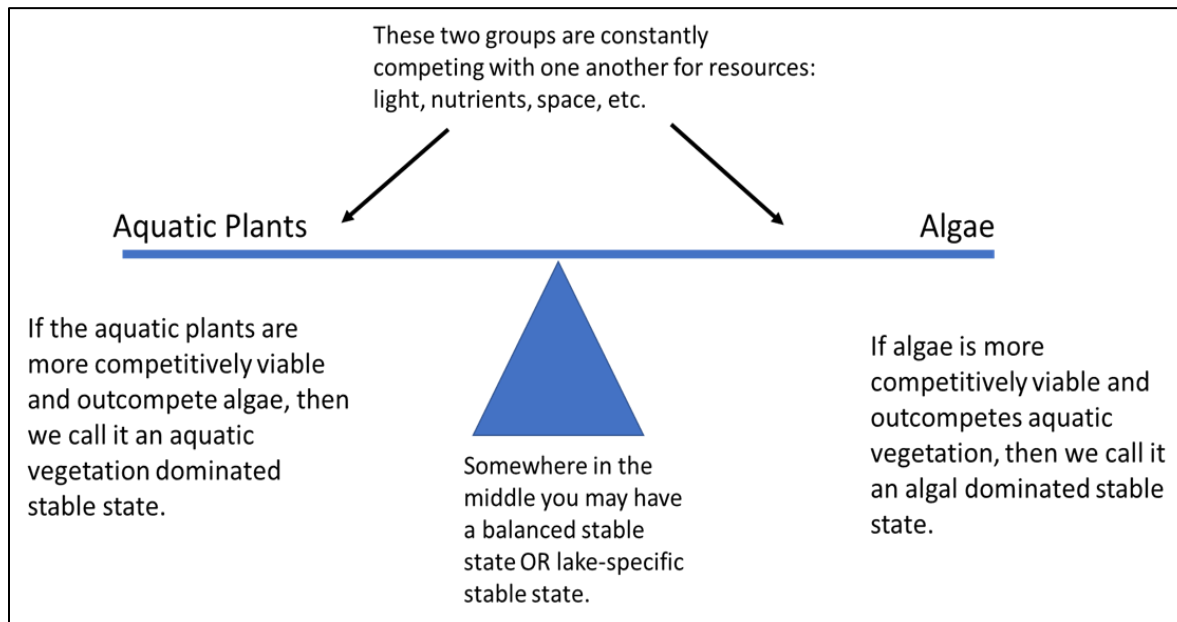 These two groups are constantly
competing with one another for resources:
light, nutrients, space, etc.
Aquatic Plants
Algae
If the aquatic plants are
more competitively viable
and outcompete algae, then
we call it an aquatic
vegetation dominated
stable state.
Somewhere in the
middle you may have
a balanced stable
state OR lake-specific
stable state.
If algae is more
competitively viable and
outcompetes aquatic
vegetation, then we call it
an algal dominated stable
state.